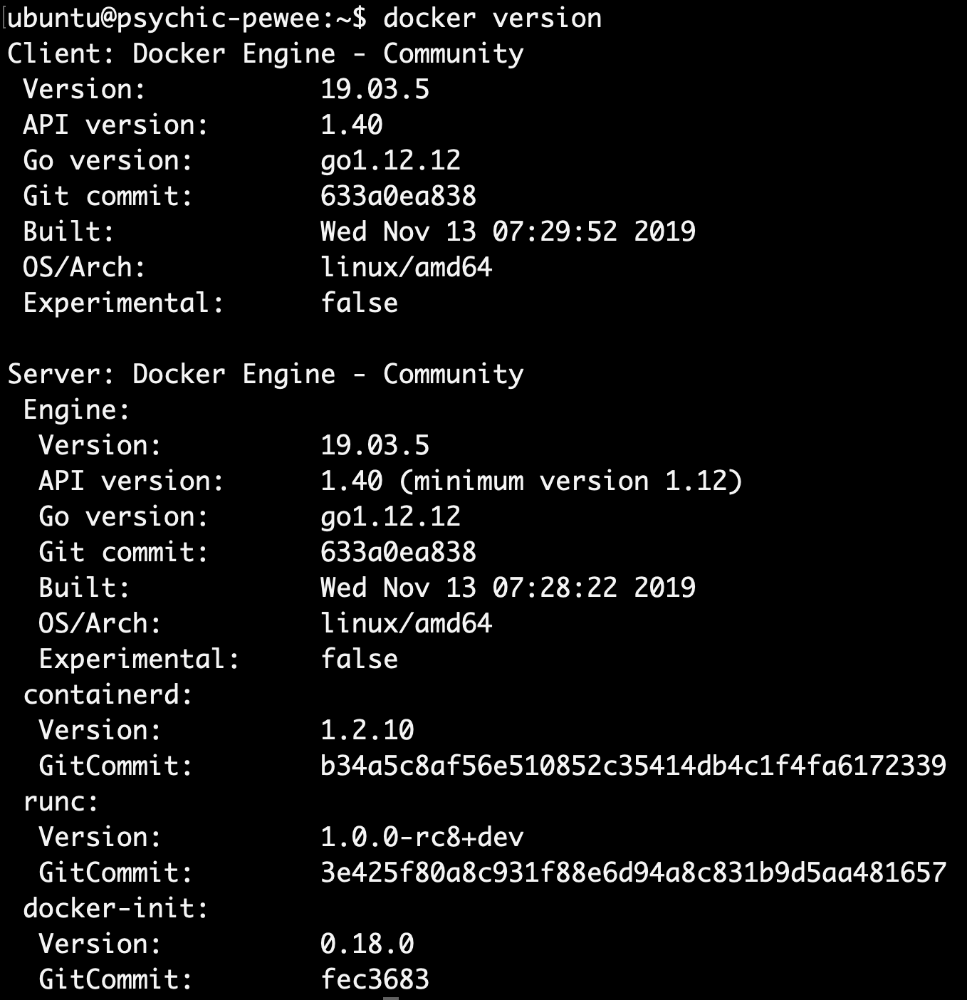 ubuntu@psychic-pewee:~$ docker version
Client: Docker Engine - Community
 Version:           19.03.5
 API version:       1.40
 Go version:        go1.12.12
 Git commit:        633a0ea838
 Built:             Wed Nov 13 07:29:52 2019
 OS/Arch:           linux/amd64
 Experimental:      false

Server: Docker Engine - Community
 Engine:
  Version:          19.03.5
  API version:      1.40 (minimum version 1.12)
  Go version:       go1.12.12
  Git commit:       633a0ea838
  Built:            Wed Nov 13 07:28:22 2019
  OS/Arch:          linux/amd64
  Experimental:     false
 containerd:
  Version:          1.2.10
  GitCommit:        b34a5c8af56e510852c35414db4c1f4fa6172339
 runc:
  Version:          1.0.0-rc8+dev
  GitCommit:        3e425f80a8c931f88e6d94a8c831b9d5aa481657
 docker-init:
  Version:          0.18.0
  GitCommit:        fec3683